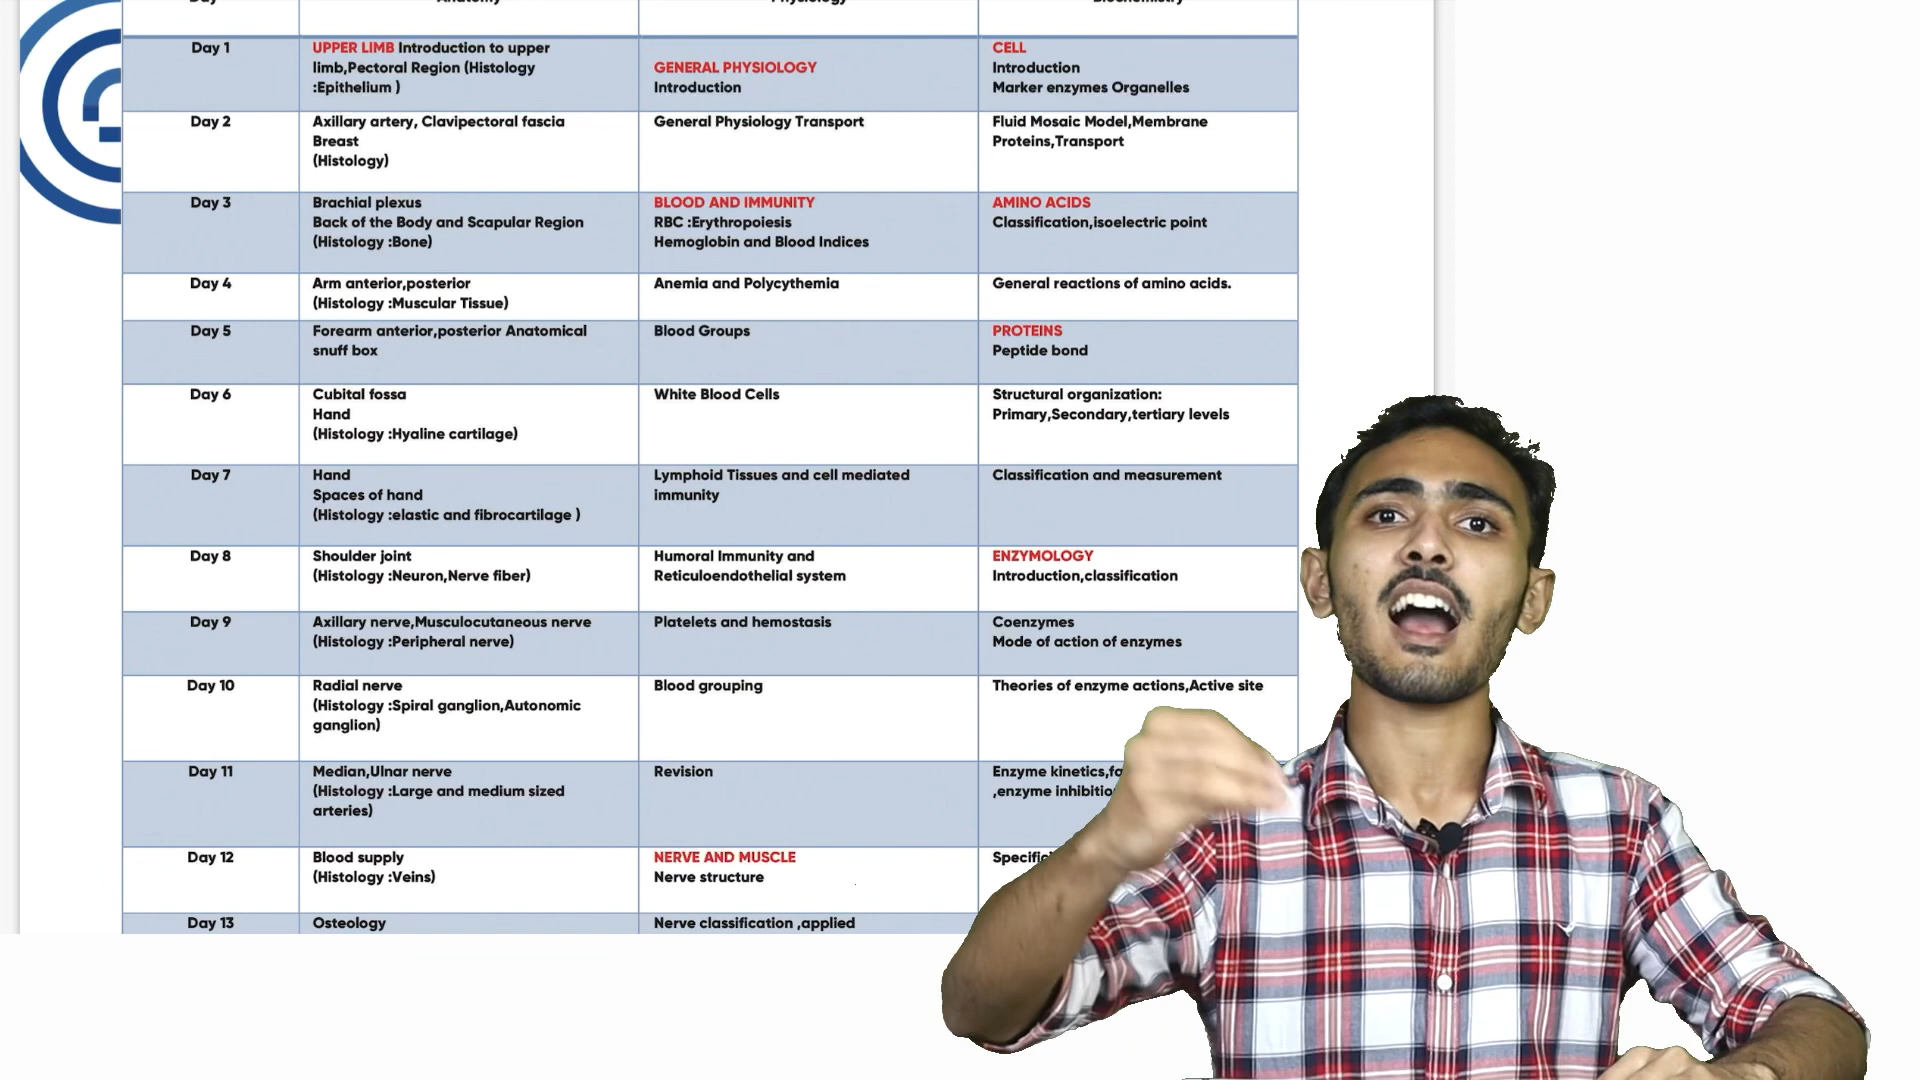 Anatomy Physiology Biochemistry
Day 1
UPPER LIMB Introduction to upper
limb,Pectoral Region (Histology
:Epithelium )
GENERAL PHYSIOLOGY
Introduction
CELL
Introduction
Marker enzymes Organelles
Day 2
Axillary artery, Clavipectoral fascia
Breast
(Histology)
General Physiology Transport
Fluid Mosaic Model,Membrane
Proteins,Transport
Day 3
Brachial plexus
Back of the Body and Scapular Region
(Histology :Bone)
BLOOD AND IMMUNITY
RBC :Erythropoiesis
Hemoglobin and Blood Indices
AMINO ACIDS
Classification,isoelectric point
Day 4
Arm anterior,posterior
(Histology :Muscular Tissue)
Anemia and Polycythemia
General reactions of amino acids.
Day 5
Forearm anterior,posterior Anatomical
snuff box
Blood Groups
PROTEINS
Peptide bond
Day 6
Cubital fossa
Hand
(Histology :Hyaline cartilage)
White Blood Cells
Structural organization:
Primary,Secondary,tertiary levels
Day 7
Hand
Spaces of hand
(Histology :elastic and fibrocartilage )
Lymphoid Tissues and cell mediated
immunity
Classification and measurement
Day 8
Shoulder joint
(Histology :Neuron,Nerve fiber)
Humoral Immunity and
Reticuloendothelial system
ENZYMOLOGY
Introduction,classification
Day 9
Axillary nerve,Musculocutaneous nerve
(Histology :Peripheral nerve)
Platelets and hemostasis
Coenzymes
Mode of action of enzymes
Day 10
Radial nerve
(Histology :Spiral ganglion,Autonomic
ganglion)
Blood grouping
Theories of enzyme actions,Active site
Day 11
Median,Ulnar nerve
(Histology :Large and medium sized
arteries)
Revision
Enzyme kinetics,
,enzyme
Day 12
Blood supply
(Histology :Veins)
NERVE AND MUSCLE
Nerve structure
Day 13
Osteology
Nerve classification ,applied